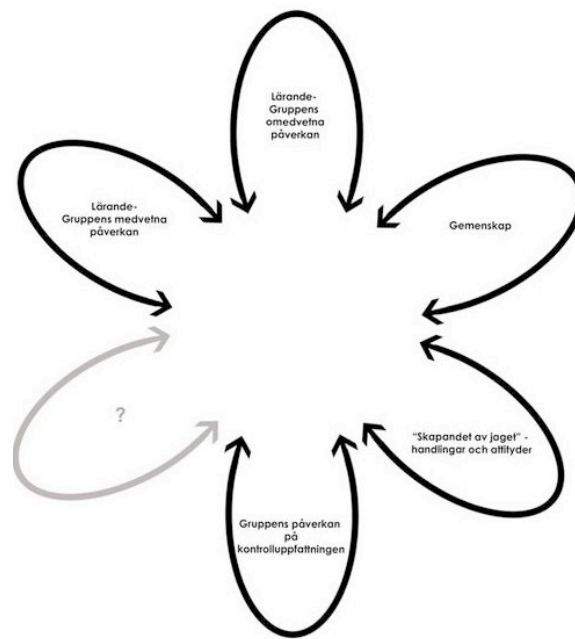 Lärande-
Gruppens
omedvetna
påverkan
Lärande-
Gruppens medvetna
påverkan
Gemenskap
?
"Skapandet av jaget" -
handlingar och attityder
Gruppens påverkan
på
kontrolluppfattningen